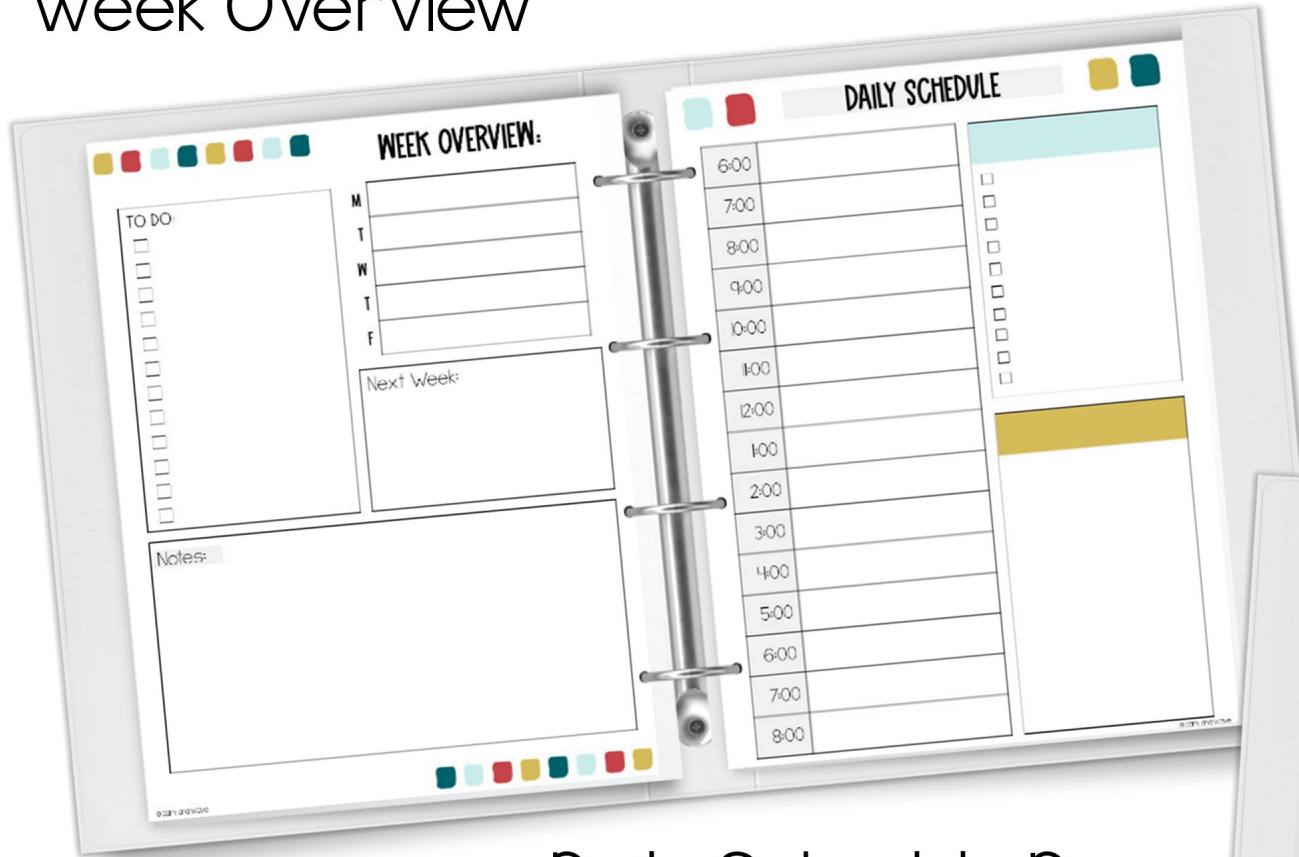 Week Overview
WEEK OVERVIEW:
TO DO:
M
T
W
T
F
Next Week:
Notes:
DAILY SCHEDULE
6:00
7:00
8:00
9:00
10:00
11:00
12:00
1:00
2:00
3:00
4:00
5:00
6:00
7:00
8:00